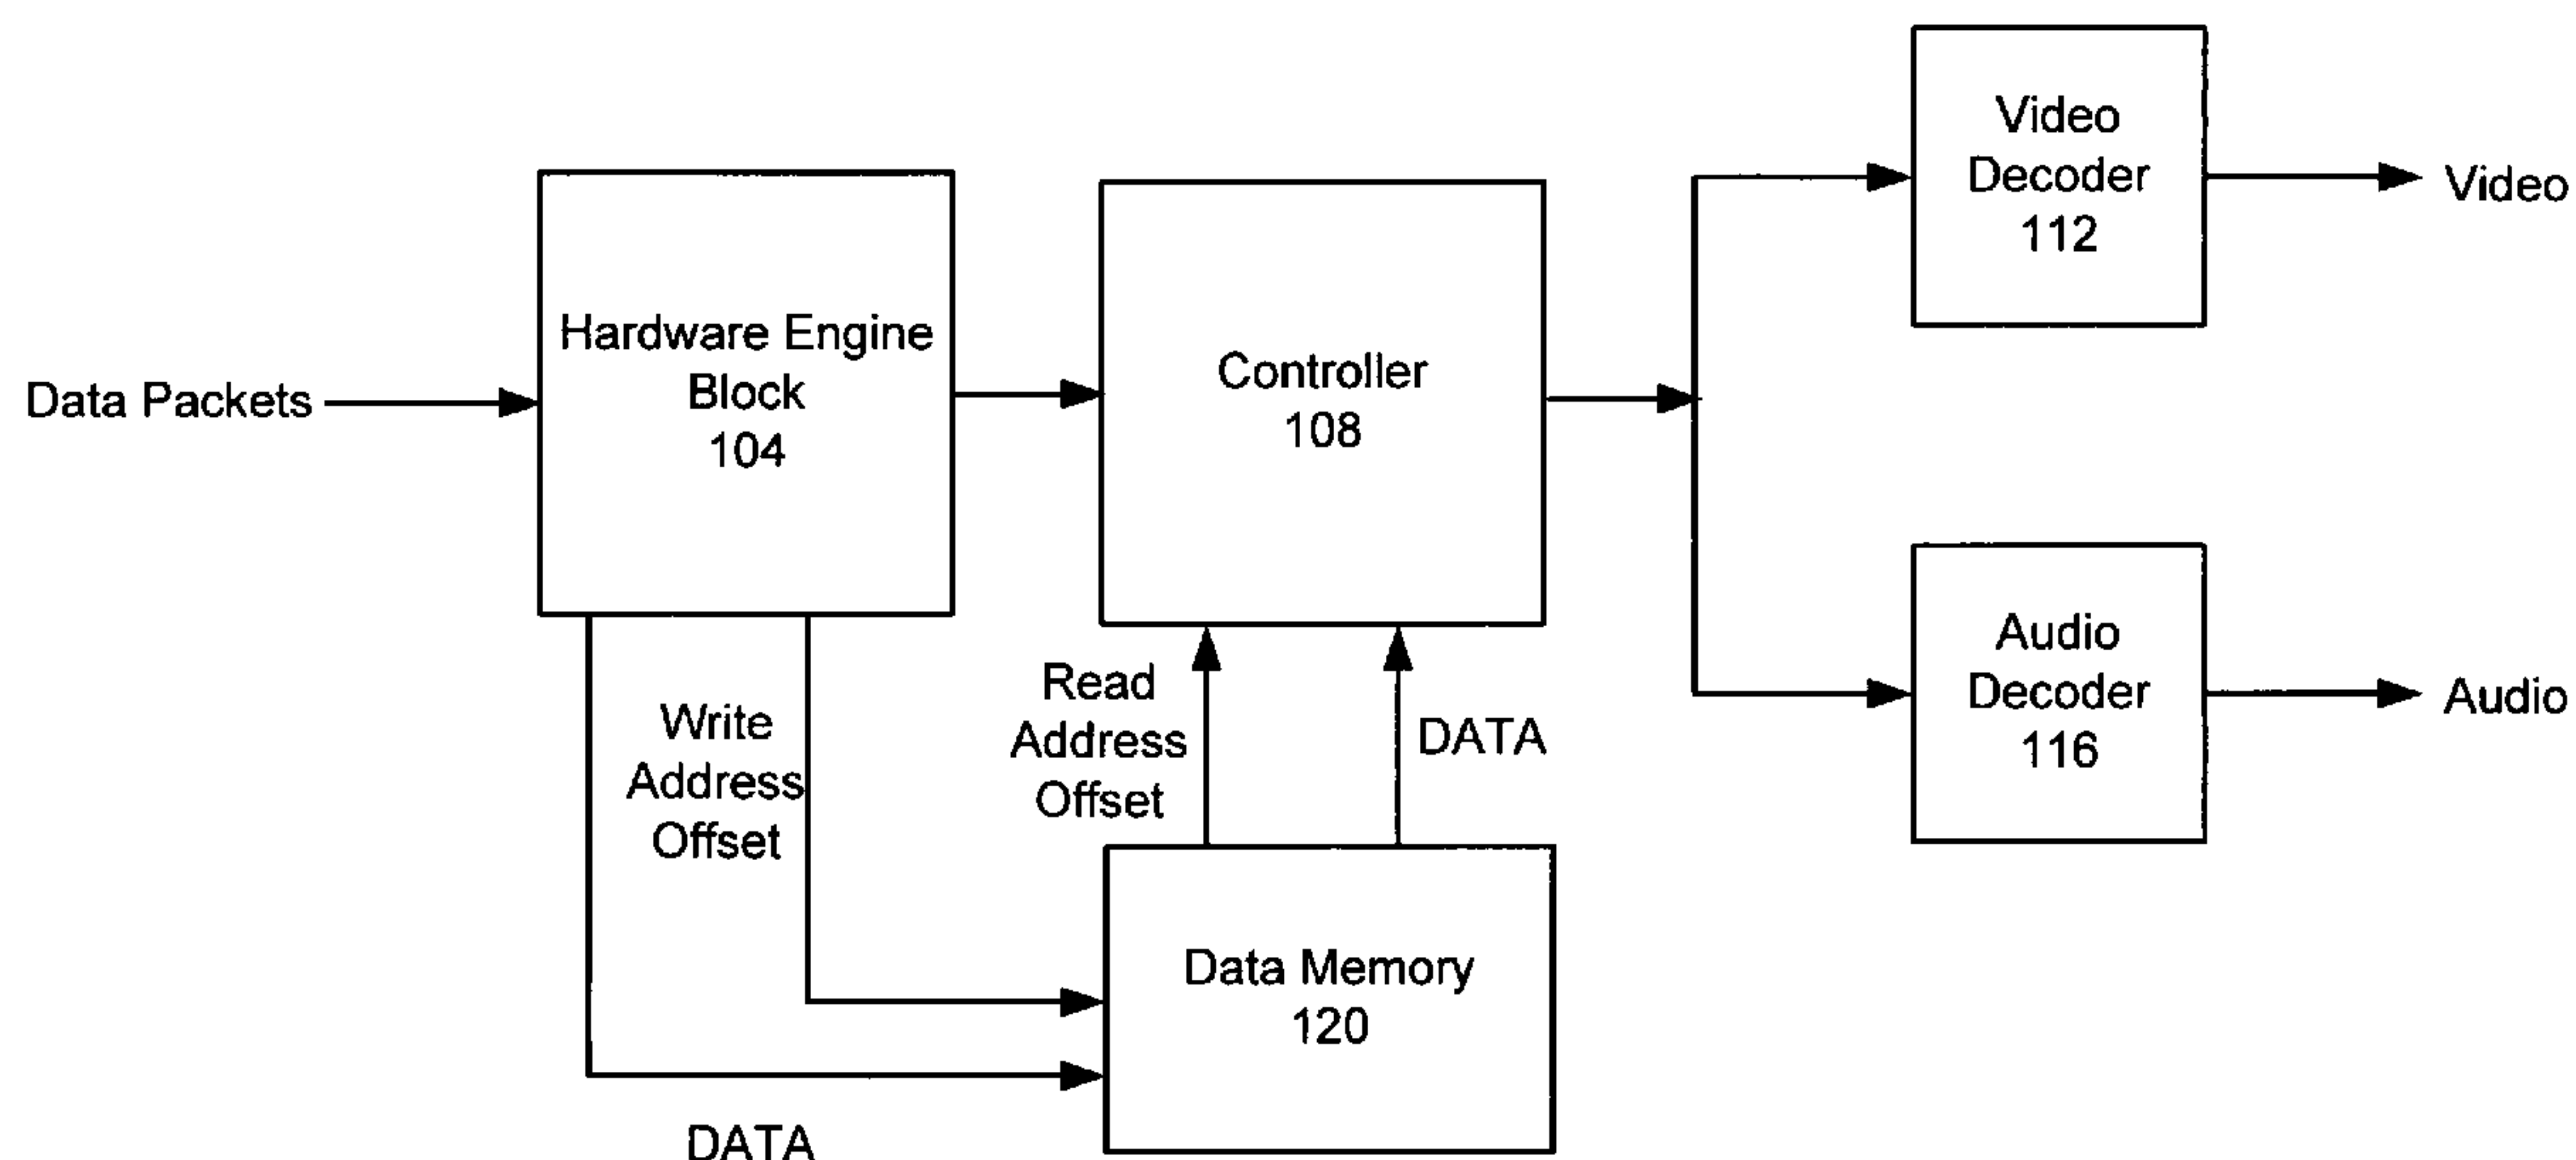 Data Packets
Hardware Engine
Block
104
Controller
108
Video
Decoder
112
Video
Audio
Decoder
116
Audio
Write
Address
Offset
Read
Address
Offset
DATA
Data Memory
120
DATA